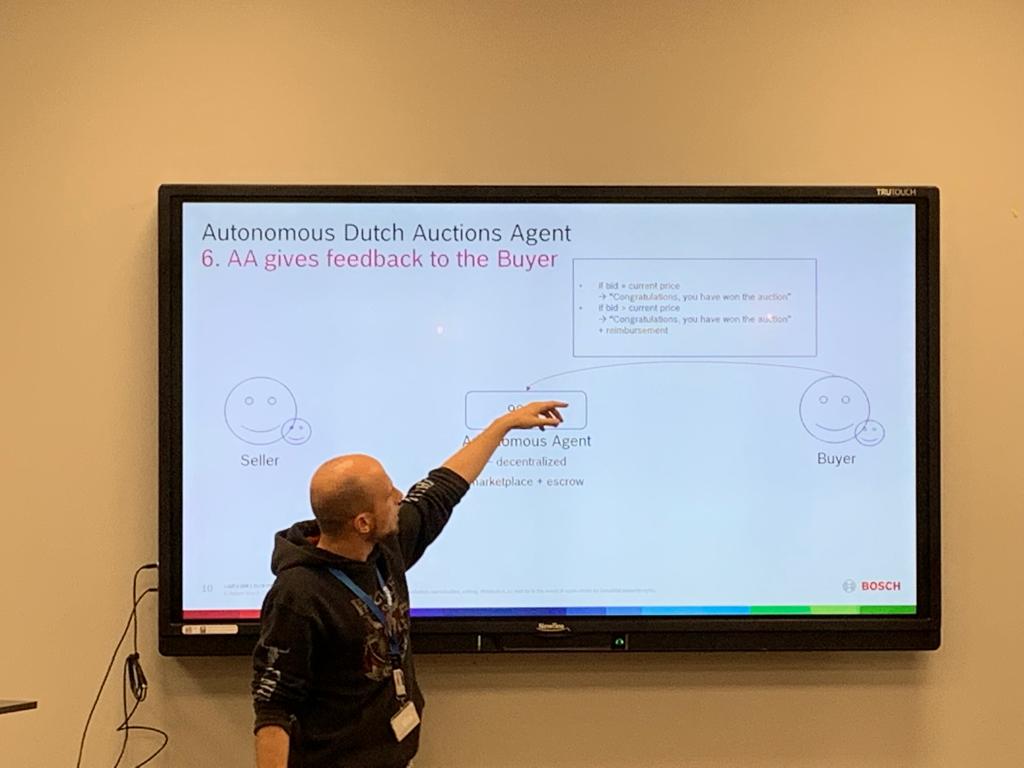 TRUTOUCH
Autonomous Dutch Auctions Agent
6. AA gives feedback to the Buyer
• If bid = current price
→ "Congratulations, you have won the auction"
• If bid > current price
→ "Congratulations, you have won the auction"
+ reimbursement
Agent
decentralized
marketplace + escrow
Seller
Buyer
10
BOSCH
Newline